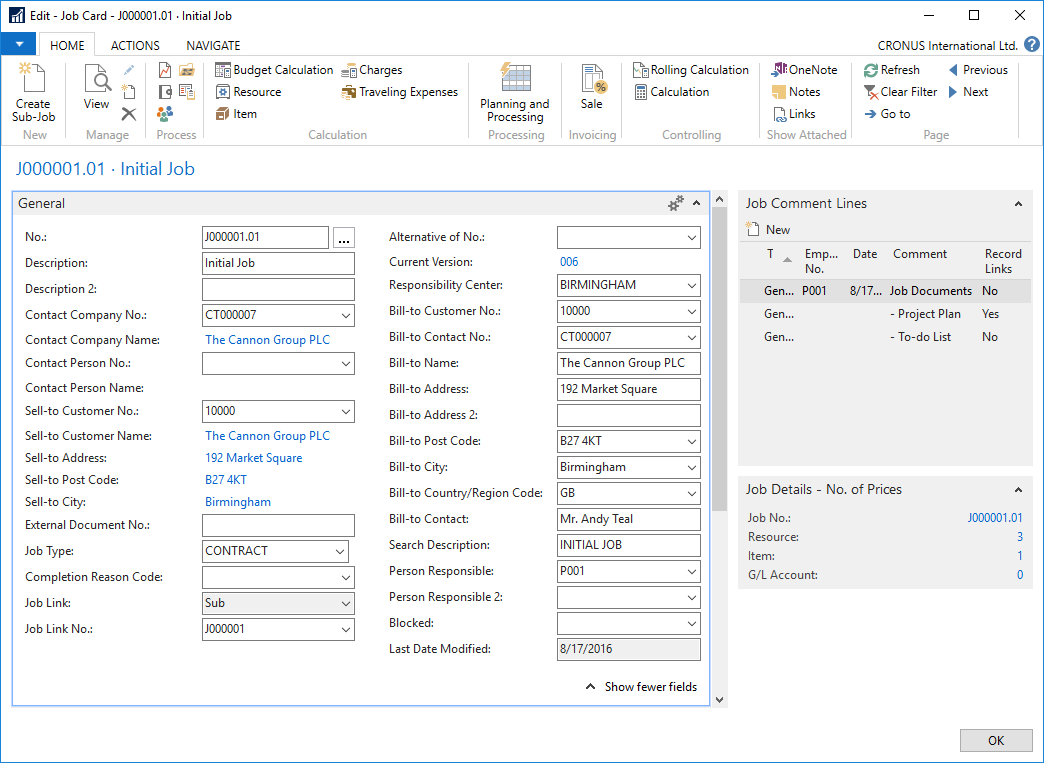 Edit - Job Card - J000001.01 · Initial Job
HOME ACTIONS NAVIGATE CRONUS International Ltd. ?
Create Sub-Job
New
View
Manage
Process
Budget Calculation Charges
Resource Traveling Expenses
Item
Calculation
Planning and Processing
Processing
Sale
Invoicing
Rolling Calculation
Calculation
Controlling
OneNote
Notes
Links
Show Attached
Refresh Previous
Clear Filter Next
Go to
Page
J000001.01 · Initial Job
General
No.: J000001.01 ...
Description: Initial Job
Description 2:
Contact Company No.: CT000007
Contact Company Name: The Cannon Group PLC
Contact Person No.:
Contact Person Name:
Sell-to Customer No.: 10000
Sell-to Customer Name: The Cannon Group PLC
Sell-to Address: 192 Market Square
Sell-to Post Code: B27 4KT
Sell-to City: Birmingham
External Document No.:
Job Type: CONTRACT
Completion Reason Code:
Job Link: Sub
Job Link No.: J000001
Alternative of No.:
Current Version: 006
Responsibility Center: BIRMINGHAM
Bill-to Customer No.: 10000
Bill-to Contact No.: CT000007
Bill-to Name: The Cannon Group PLC
Bill-to Address: 192 Market Square
Bill-to Address 2:
Bill-to Post Code: B27 4KT
Bill-to City: Birmingham
Bill-to Country/Region Code: GB
Bill-to Contact: Mr. Andy Teal
Search Description: INITIAL JOB
Person Responsible: P001
Person Responsible 2:
Blocked:
Last Date Modified: 8/17/2016
Show fewer fields
Job Comment Lines
New
T Emp... No. Date Comment Record Links
Gen... P001 8/17... Job Documents No
Gen... - Project Plan Yes
Gen... - To-do List No
Job Details - No. of Prices
Job No.: J000001.01
Resource: 3
Item: 1
G/L Account: 0
OK